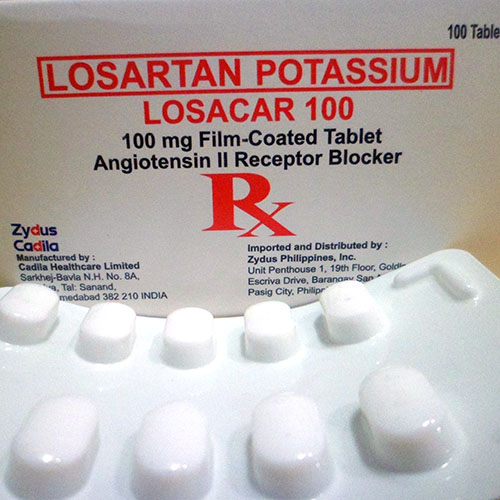 100 Table
LOSARTAN POTASSIUM
LOSACAR 100
100 mg Film-Coated Tablet
Angiotensin II Receptor Blocker
Rx
Zydus
Cadila
Manufactured by :
Cadila Healthcare Limited
Sarkhej-Bavla N.H. No. 8A,
Tal: Sanand,
382 210 INDIA
Imported and Distributed by :
Zydus Philippines, Inc.
Unit Penthouse 1, 19th Floor,
Escriva Drive, Barangay San
Pasig City,